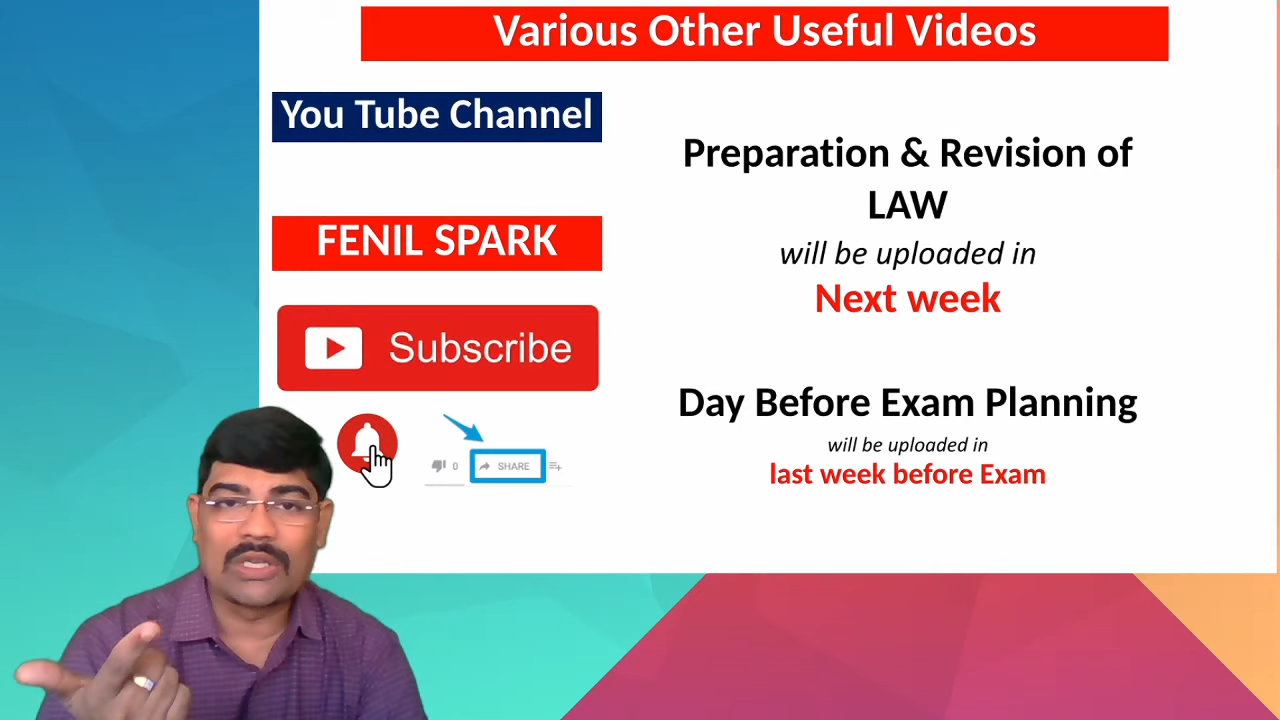 Various Other Useful Videos
You Tube Channel
FENIL SPARK
Subscribe
0
SHARE
Preparation & Revision of
LAW
will be uploaded in
Next week
Day Before Exam Planning
will be uploaded in
last week before Exam